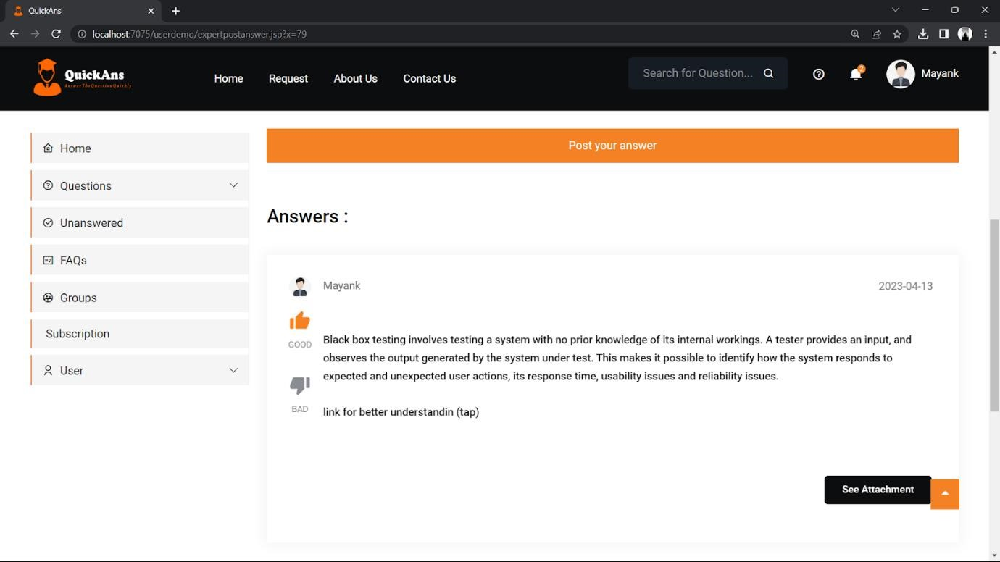 QuickAns
localhost:7075/userdemo/expertpostanswer.jsp?x=79
QuickAns
AnswerTheQuestionQuickly
Home
Request
About Us
Contact Us
Search for Question...
2
Mayank
Home
Questions
Unanswered
FAQs
Groups
Subscription
User
Post your answer
Answers :
Mayank
2023-04-13
GOOD
Black box testing involves testing a system with no prior knowledge of its internal workings. A tester provides an input, and
observes the output generated by the system under test. This makes it possible to identify how the system responds to
expected and unexpected user actions, its response time, usability issues and reliability issues.
BAD
link for better understandin (tap)
See Attachment